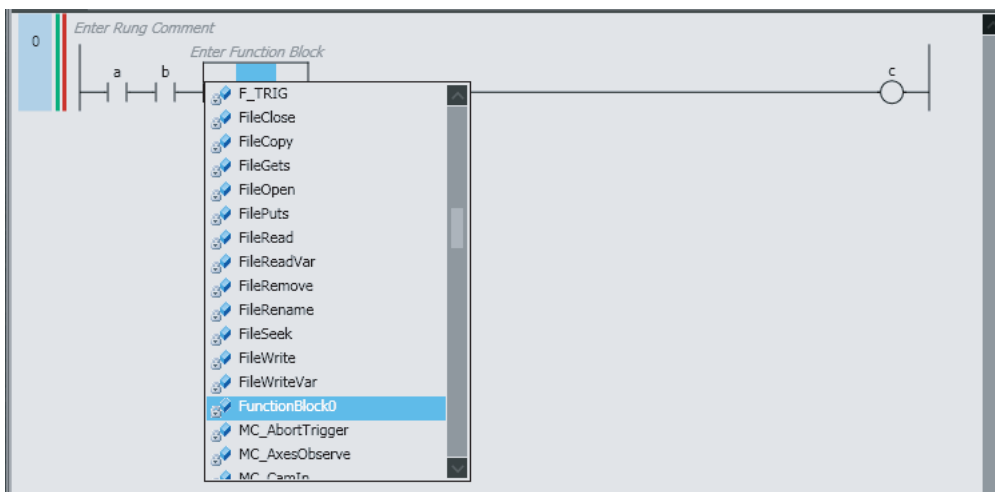 Enter Rung Comment
0
Enter Function Block
a b c
F_TRIG
FileClose
FileCopy
FileGets
FileOpen
FilePuts
FileRead
FileReadVar
FileRemove
FileRename
FileSeek
FileWrite
FileWriteVar
FunctionBlock0
MC_AbortTrigger
MC_AxesObserve
MC_CamIn